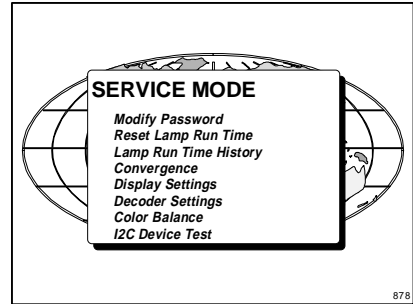 SERVICE MODE
Modify Password
Reset Lamp Run Time
Lamp Run Time History
Convergence
Display Settings
Decoder Settings
Color Balance
I2C Device Test
878